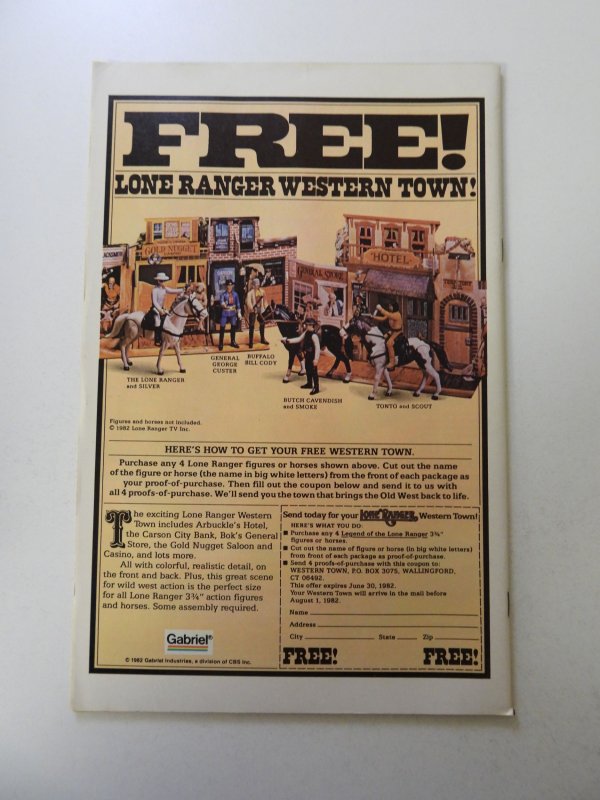 FREE!
LONE RANGER WESTERN TOWN!
GOLD NUGGET
GENERAL STORE
"HOTEL"
THE LONE RANGER
and SILVER
GENERAL
GEORGE
CUSTER
BUFFALO
BILL CODY
BUTCH CAVENDISH
and SMOKE
TONTO and SCOUT
Figures and horses not included.
© 1982 Lone Ranger TV Inc.
HERE'S HOW TO GET YOUR FREE WESTERN TOWN.
Purchase any 4 Lone Ranger figures or horses shown above. Cut out the name
of the figure or horse (the name in big white letters) from the front of each package as
your proof-of-purchase. Then fill out the coupon below and send it to us with
all 4 proofs-of-purchase. We'll send you the town that brings the Old West back to life.
The exciting Lone Ranger Western
Town includes Arbuckle's Hotel,
the Carson City Bank, Bok's General
Store, the Gold Nugget Saloon and
Casino, and lots more.
All with colorful, realistic detail, on
the front and back. Plus, this great scene
for wild west action is the perfect size
for all Lone Ranger 3¾" action figures
and horses. Some assembly required.
Gabriel®
© 1982 Gabriel Industries, a division of CBS Inc.
Send today for your LONE RANGER Western Town!
HERE'S WHAT YOU DO:
■ Purchase any 4 Legend of the Lone Ranger 3¾"
figures or horses.
■ Cut out the name of figure or horse (in big white letters)
from front of each package as proof-of-purchase.
■ Send 4 proofs-of-purchase with this coupon to:
WESTERN TOWN, P.O. BOX 3075, WALLINGFORD,
CT 06492.
This offer expires June 30, 1982.
Your Western Town will arrive in the mail before
August 1, 1982.
Name
Address
City State Zip
FREE! FREE!